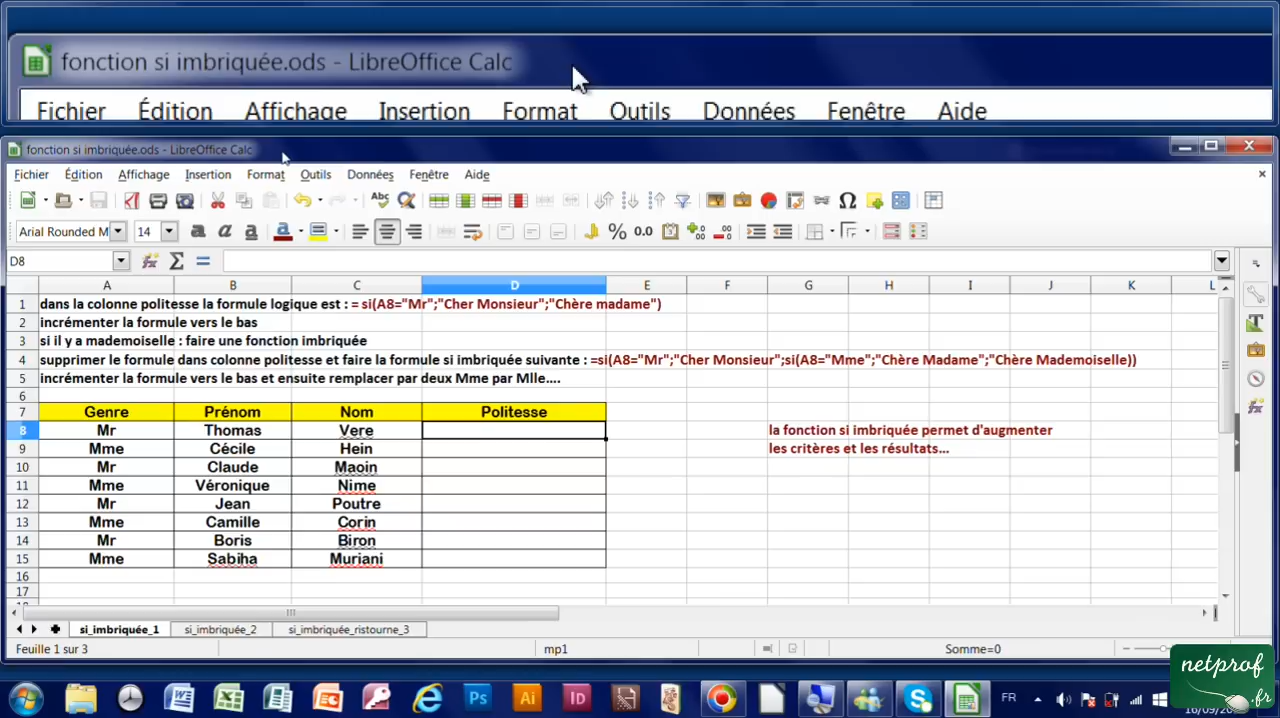 fonction si imbriquée.ods - LibreOffice Calc
Fichier Édition Affichage Insertion Format Outils Données Fenêtre Aide
fonction si imbriquée.ods - LibreOffice Calc
Fichier Édition Affichage Insertion Format Outils Données Fenêtre Aide
Arial Rounded M 14
D8
A B C D E F G H I J K L
1 dans la colonne politesse la formule logique est : = si(A8="Mr";"Cher Monsieur";"Chère madame")
2 incrémenter la formule vers le bas
3 si il y a mademoiselle : faire une fonction imbriquée
4 supprimer le formule dans colonne politesse et faire la formule si imbriquée suivante : =si(A8="Mr";"Cher Monsieur";si(A8="Mme";"Chère Madame";"Chère Mademoiselle))
5 incrémenter la formule vers le bas et ensuite remplacer par deux Mme par Mlle....
6
7 Genre Prénom Nom Politesse
8 Mr Thomas Vere la fonction si imbriquée permet d'augmenter
9 Mme Cécile Hein les critères et les résultats...
10 Mr Claude Maoin
11 Mme Véronique Nime
12 Mr Jean Poutre
13 Mme Camille Corin
14 Mr Boris Biron
15 Mme Sabiha Muriani
16
17
si_imbriquée_1 si_imbriquée_2 si_imbriquée_ristourne_3
Feuille 1 sur 3 mp1 Somme=0
netprof
.fr
Ps Ai Id FR